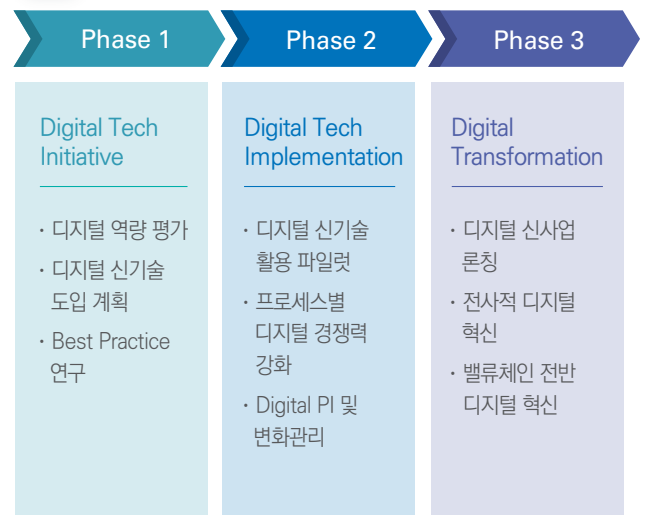 Phase 1
Phase 2
Phase 3
Digital Tech
Initiative
· 디지털 역량 평가
· 디지털 신기술
도입 계획
· Best Practice
연구
Digital Tech
Implementation
· 디지털 신기술
활용 파일럿
· 프로세스별
디지털 경쟁력
강화
· Digital PI 및
변화관리
Digital
Transformation
· 디지털 신사업
론칭
· 전사적 디지털
혁신
· 밸류체인 전반
디지털 혁신